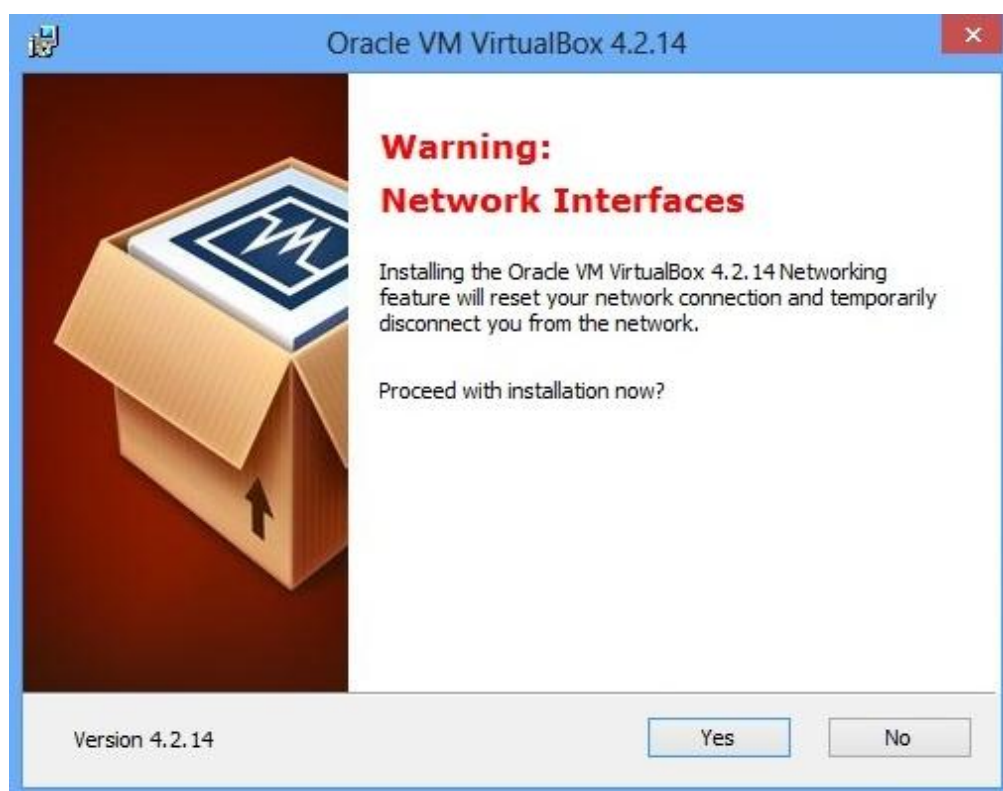 Oracle VM VirtualBox 4.2.14
Warning:
Network Interfaces
Installing the Oracle VM VirtualBox 4.2.14 Networking
feature will reset your network connection and temporarily
disconnect you from the network.
Proceed with installation now?
Version 4.2.14
Yes
No